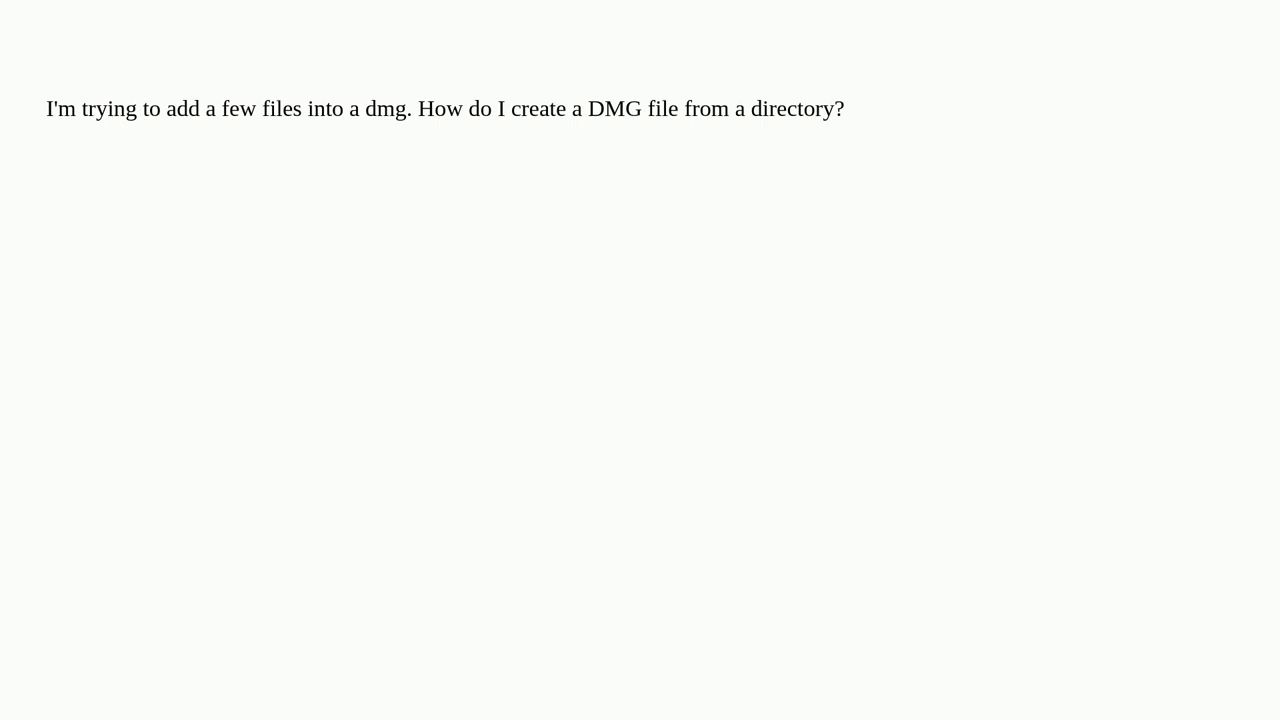 I'm trying to add a few files into a dmg. How do I create a DMG file from a directory?